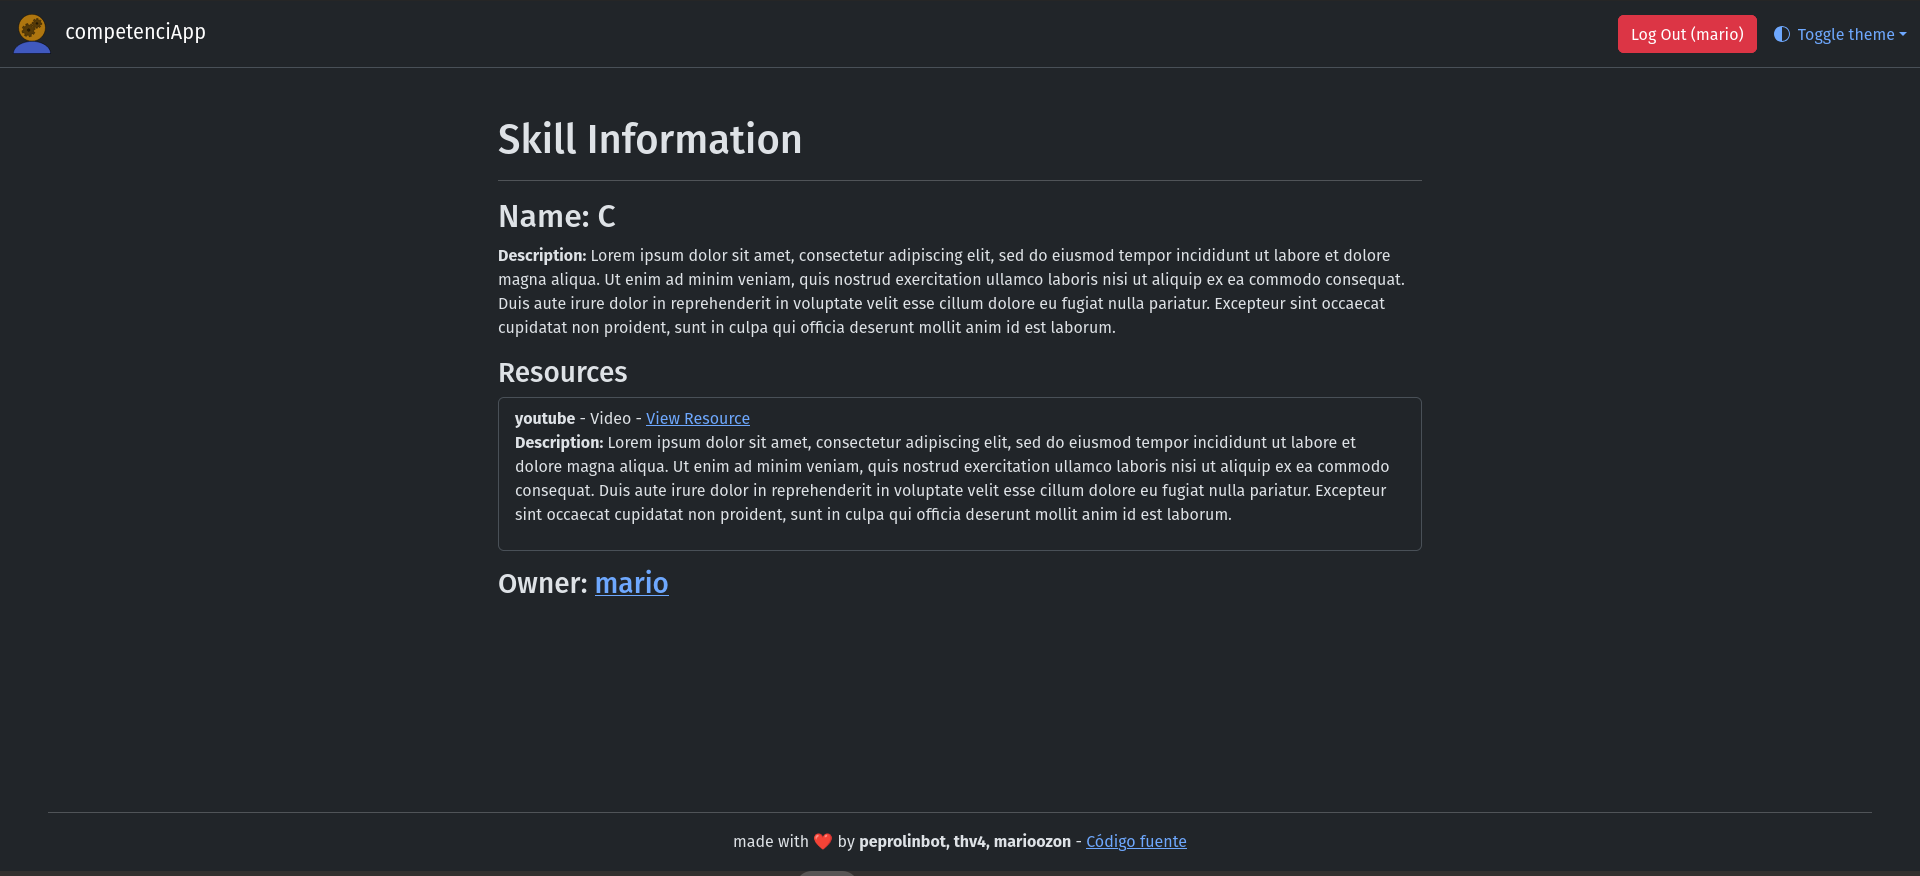 competenciApp
Log Out (mario)
Toggle theme
Skill Information
Name: C
Description: Lorem ipsum dolor sit amet, consectetur adipiscing elit, sed do eiusmod tempor incididunt ut labore et dolore
magna aliqua. Ut enim ad minim veniam, quis nostrud exercitation ullamco laboris nisi ut aliquip ex ea commodo consequat.
Duis aute irure dolor in reprehenderit in voluptate velit esse cillum dolore eu fugiat nulla pariatur. Excepteur sint occaecat
cupidatat non proident, sunt in culpa qui officia deserunt mollit anim id est laborum.
Resources
youtube - Video - View Resource
Description: Lorem ipsum dolor sit amet, consectetur adipiscing elit, sed do eiusmod tempor incididunt ut labore et
dolore magna aliqua. Ut enim ad minim veniam, quis nostrud exercitation ullamco laboris nisi ut aliquip ex ea commodo
consequat. Duis aute irure dolor in reprehenderit in voluptate velit esse cillum dolore eu fugiat nulla pariatur. Excepteur
sint occaecat cupidatat non proident, sunt in culpa qui officia deserunt mollit anim id est laborum.
Owner: mario
made with ❤️ by peprolinbot, thv4, marioozon - Código fuente